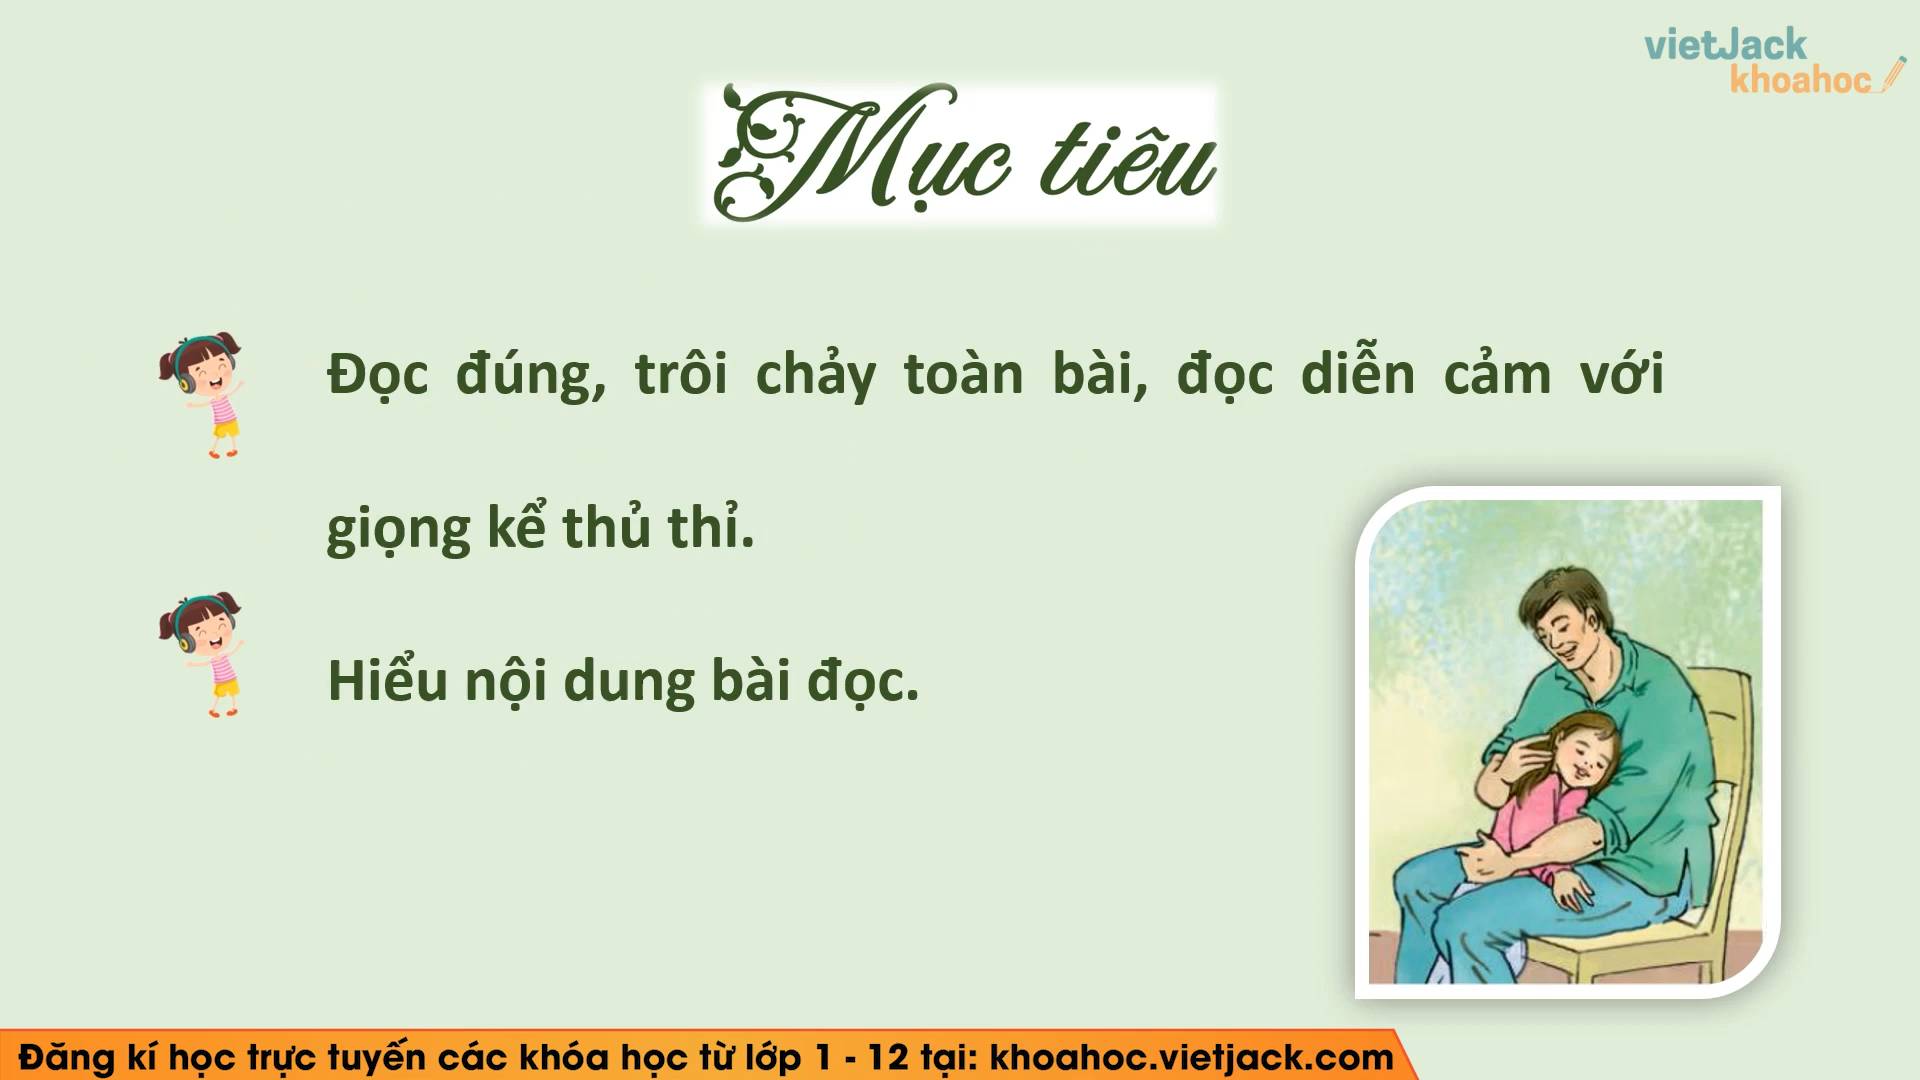 vietJack
khoahoc
Mục tiêu
Đọc đúng, trôi chảy toàn bài, đọc diễn cảm với
giọng kể thủ thỉ.
Hiểu nội dung bài đọc.
Đăng kí học trực tuyến các khóa học từ lớp 1 - 12 tại: khoahoc.vietjack.com